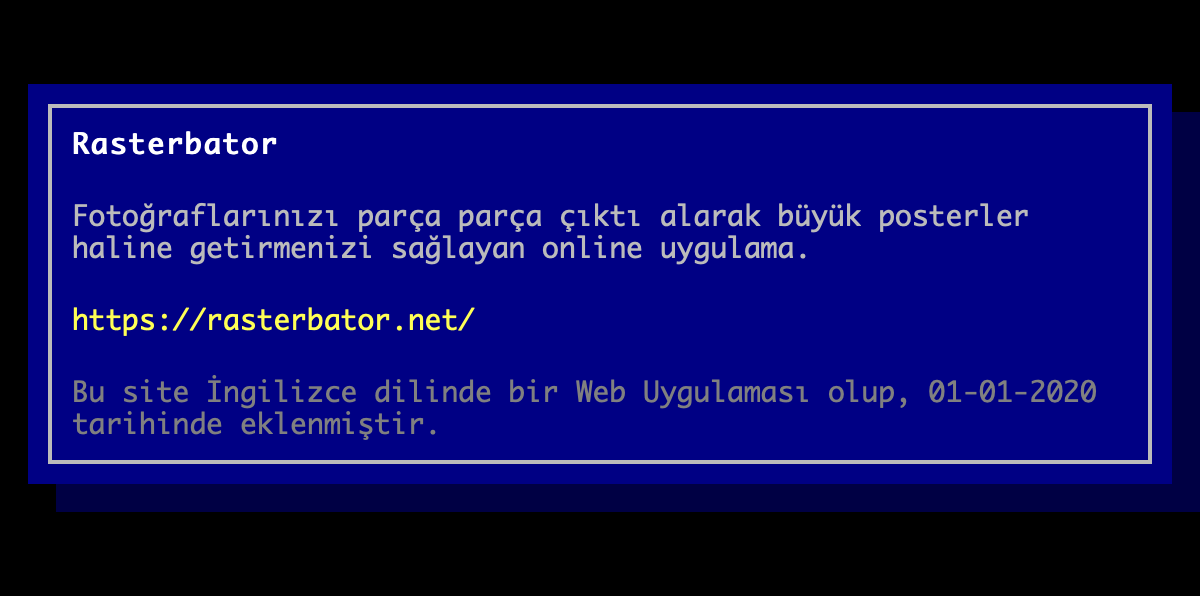 Rasterbator
Fotoğraflarınızı parça parça çıktı alarak büyük posterler
haline getirmenizi sağlayan online uygulama.
https://rasterbator.net/
Bu site İngilizce dilinde bir Web Uygulaması olup, 01-01-2020
tarihinde eklenmiştir.